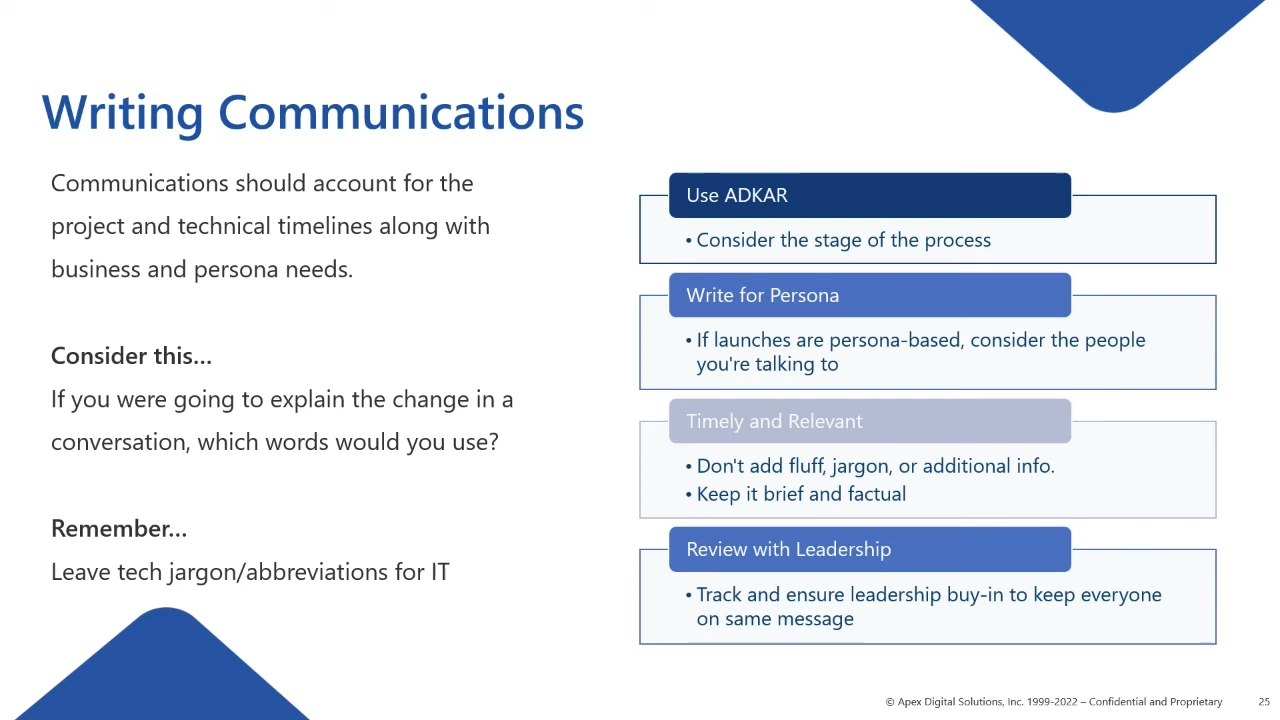 Writing Communications
Communications should account for the
project and technical timelines along with
business and persona needs.
Consider this...
If you were going to explain the change in a
conversation, which words would you use?
Remember...
Leave tech jargon/abbreviations for IT
Use ADKAR
• Consider the stage of the process
Write for Persona
• If launches are persona-based, consider the people
you're talking to
Timely and Relevant
• Don't add fluff, jargon, or additional info.
• Keep it brief and factual
Review with Leadership
• Track and ensure leadership buy-in to keep everyone
on same message
© Apex Digital Solutions, Inc. 1999-2022 – Confidential and Proprietary
25